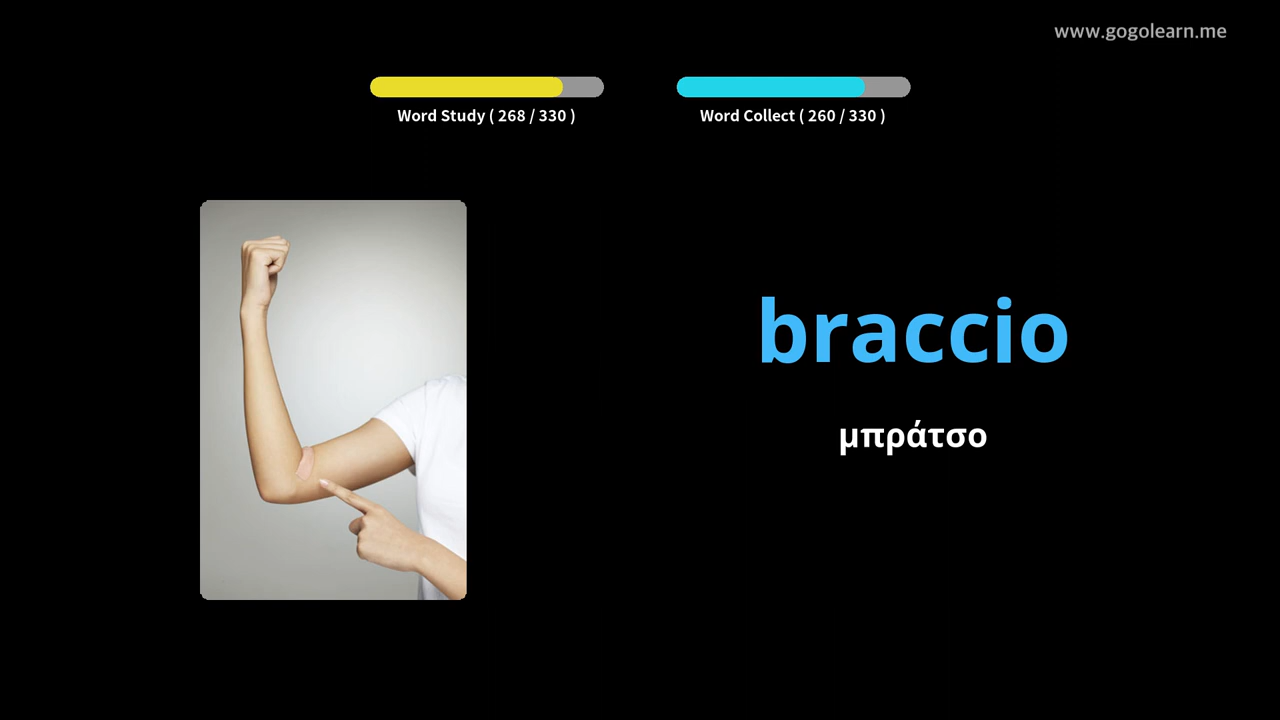 www.gogolearn.me
Word Study ( 268 / 330 )
Word Collect ( 260 / 330 )
braccio
μπράτσο